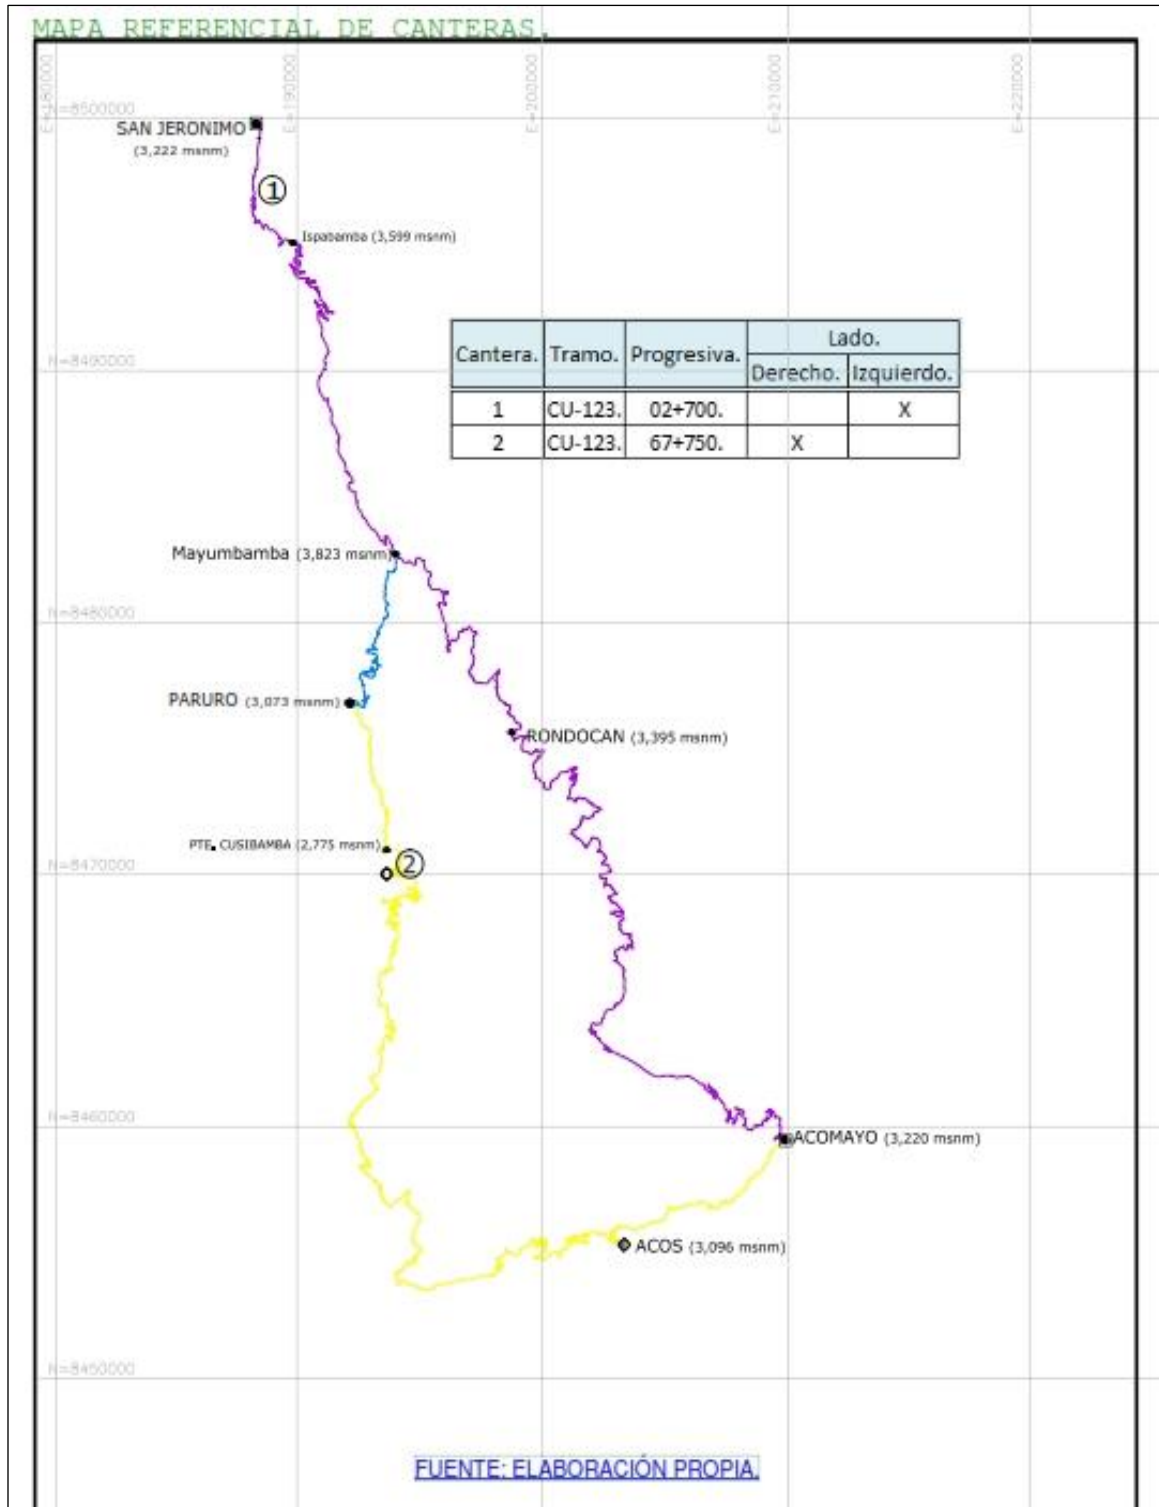 MAPA REFERENCIAL DE CANTERAS.
E=180000
E=190000
E=200000
E=210000
E=220000
N=8500000
SAN JERONIMO
(3,222 msnm)
1
Ispabamba (3,599 msnm)
Cantera. Tramo. Progresiva. Lado.
Derecho. Izquierdo.
1 CU-123. 02+700. X
2 CU-123. 67+750. X
N=8490000
Mayumbamba (3,823 msnm)
N=8480000
PARURO (3,073 msnm)
RONDOCAN (3,395 msnm)
PTE. CUSIBAMBA (2,775 msnm)
2
N=8470000
N=8460000
ACOMAYO (3,220 msnm)
ACOS (3,096 msnm)
N=8450000
FUENTE: ELABORACIÓN PROPIA.